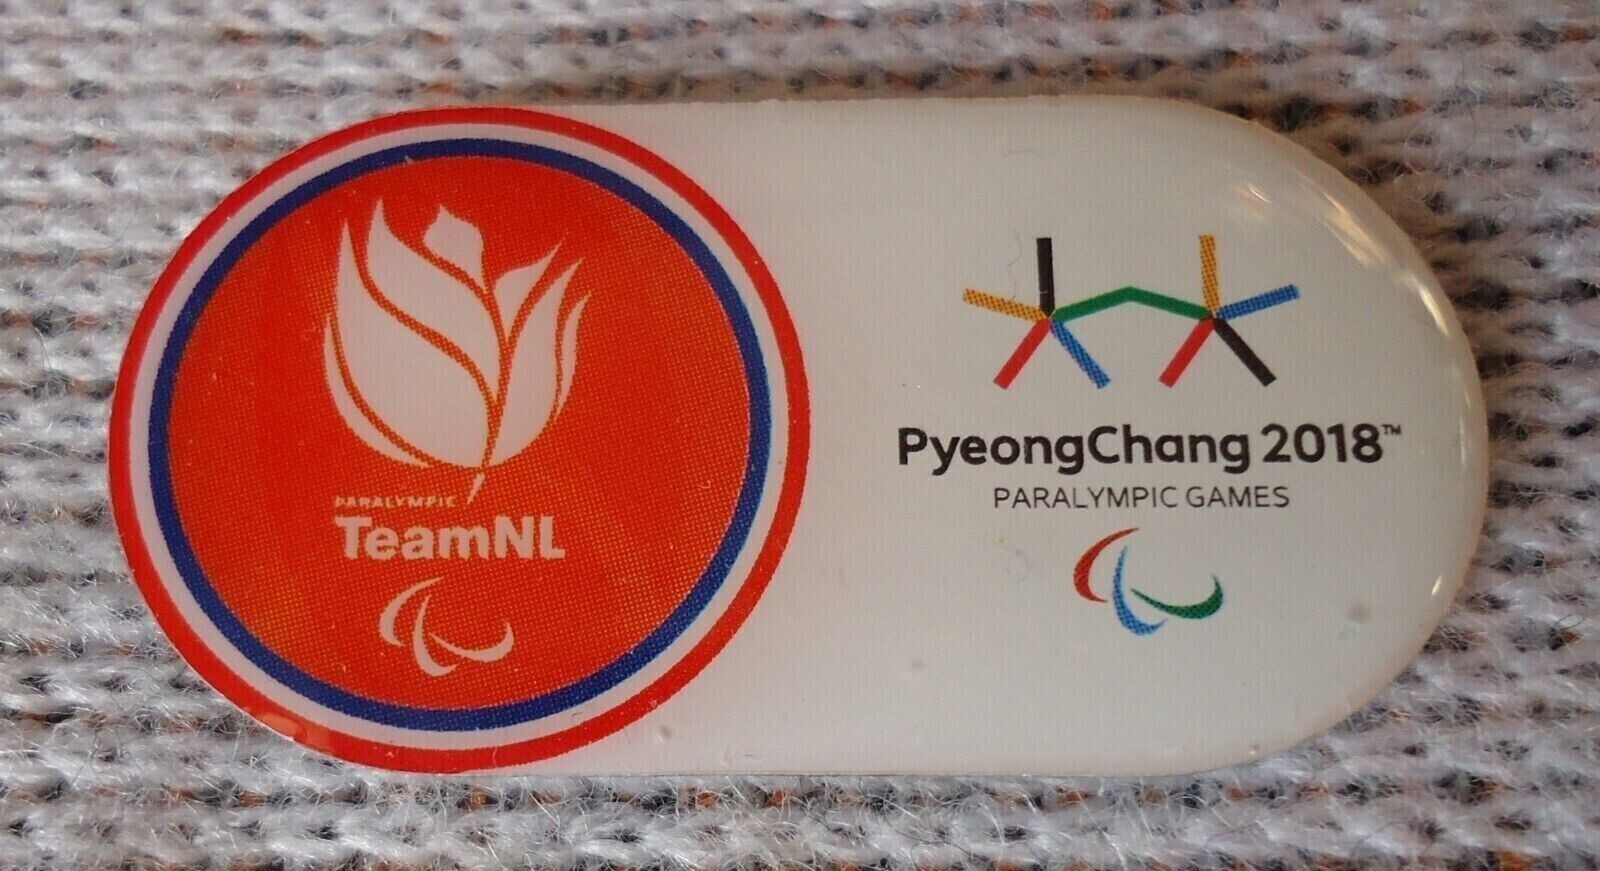 PARALYMPIC
TeamNL
PyeongChang 2018™
PARALYMPIC GAMES